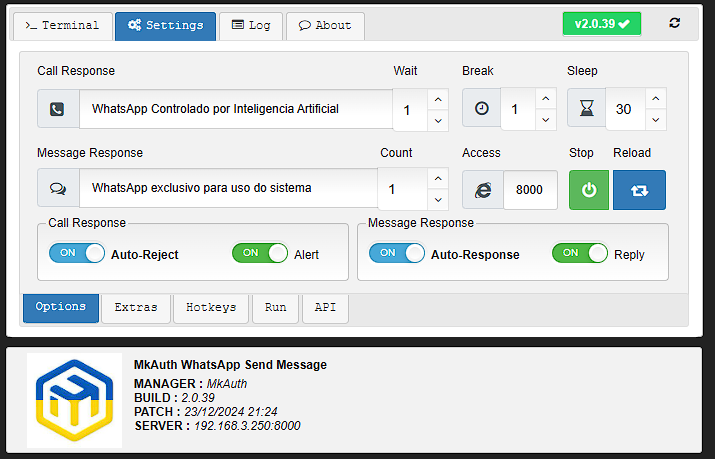 >_ Terminal Settings Log About v2.0.39
Call Response Wait Break Sleep
WhatsApp Controlado por Inteligencia Artificial 1 1 30
Message Response Count Access Stop Reload
WhatsApp exclusivo para uso do sistema 1 8000
Call Response Message Response
ON Auto-Reject ON Alert ON Auto-Response ON Reply
Options Extras Hotkeys Run API
MkAuth WhatsApp Send Message
MANAGER : MkAuth
BUILD : 2.0.39
PATCH : 23/12/2024 21:24
SERVER : 192.168.3.250:8000